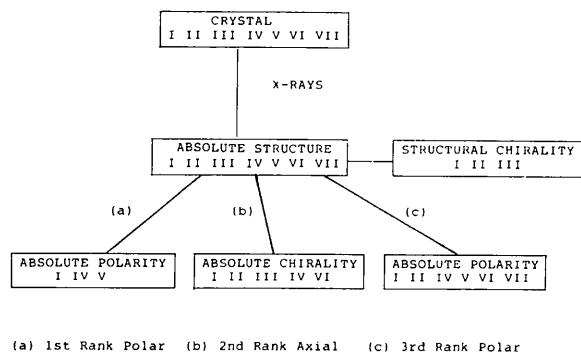 CRYSTAL
I II III IV V VI VII
X-RAYS
ABSOLUTE STRUCTURE
I II III IV V VI VII
STRUCTURAL CHIRALITY
I II III
(a)
(b)
(c)
ABSOLUTE POLARITY
I IV V
ABSOLUTE CHIRALITY
I II III IV VI
ABSOLUTE POLARITY
I II IV V VI VII
(a) 1st Rank Polar (b) 2nd Rank Axial (c) 3rd Rank Polar